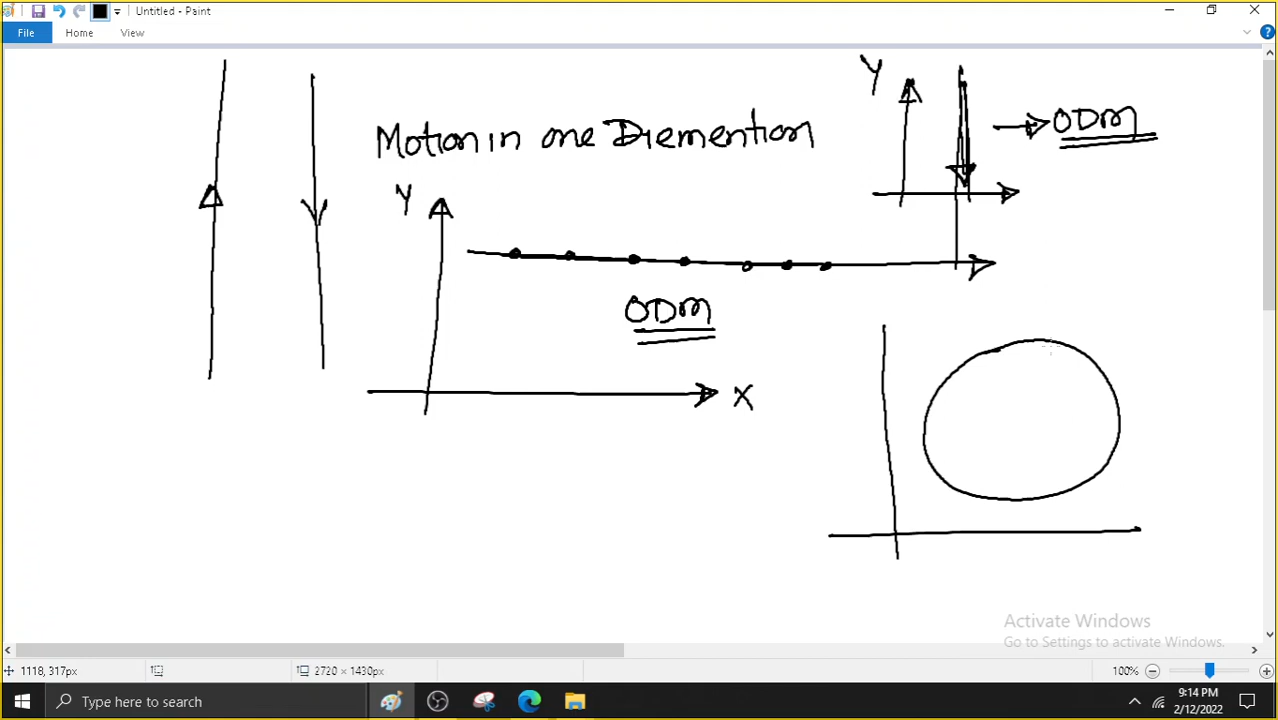 Untitled - Paint
File Home View
Y
ODM
Motion in one Diemention
Y
ODM
X
Activate Windows
Go to Settings to activate Windows.
1118, 317px
2720 × 1430px
100%
Type here to search
9:14 PM
2/12/2022